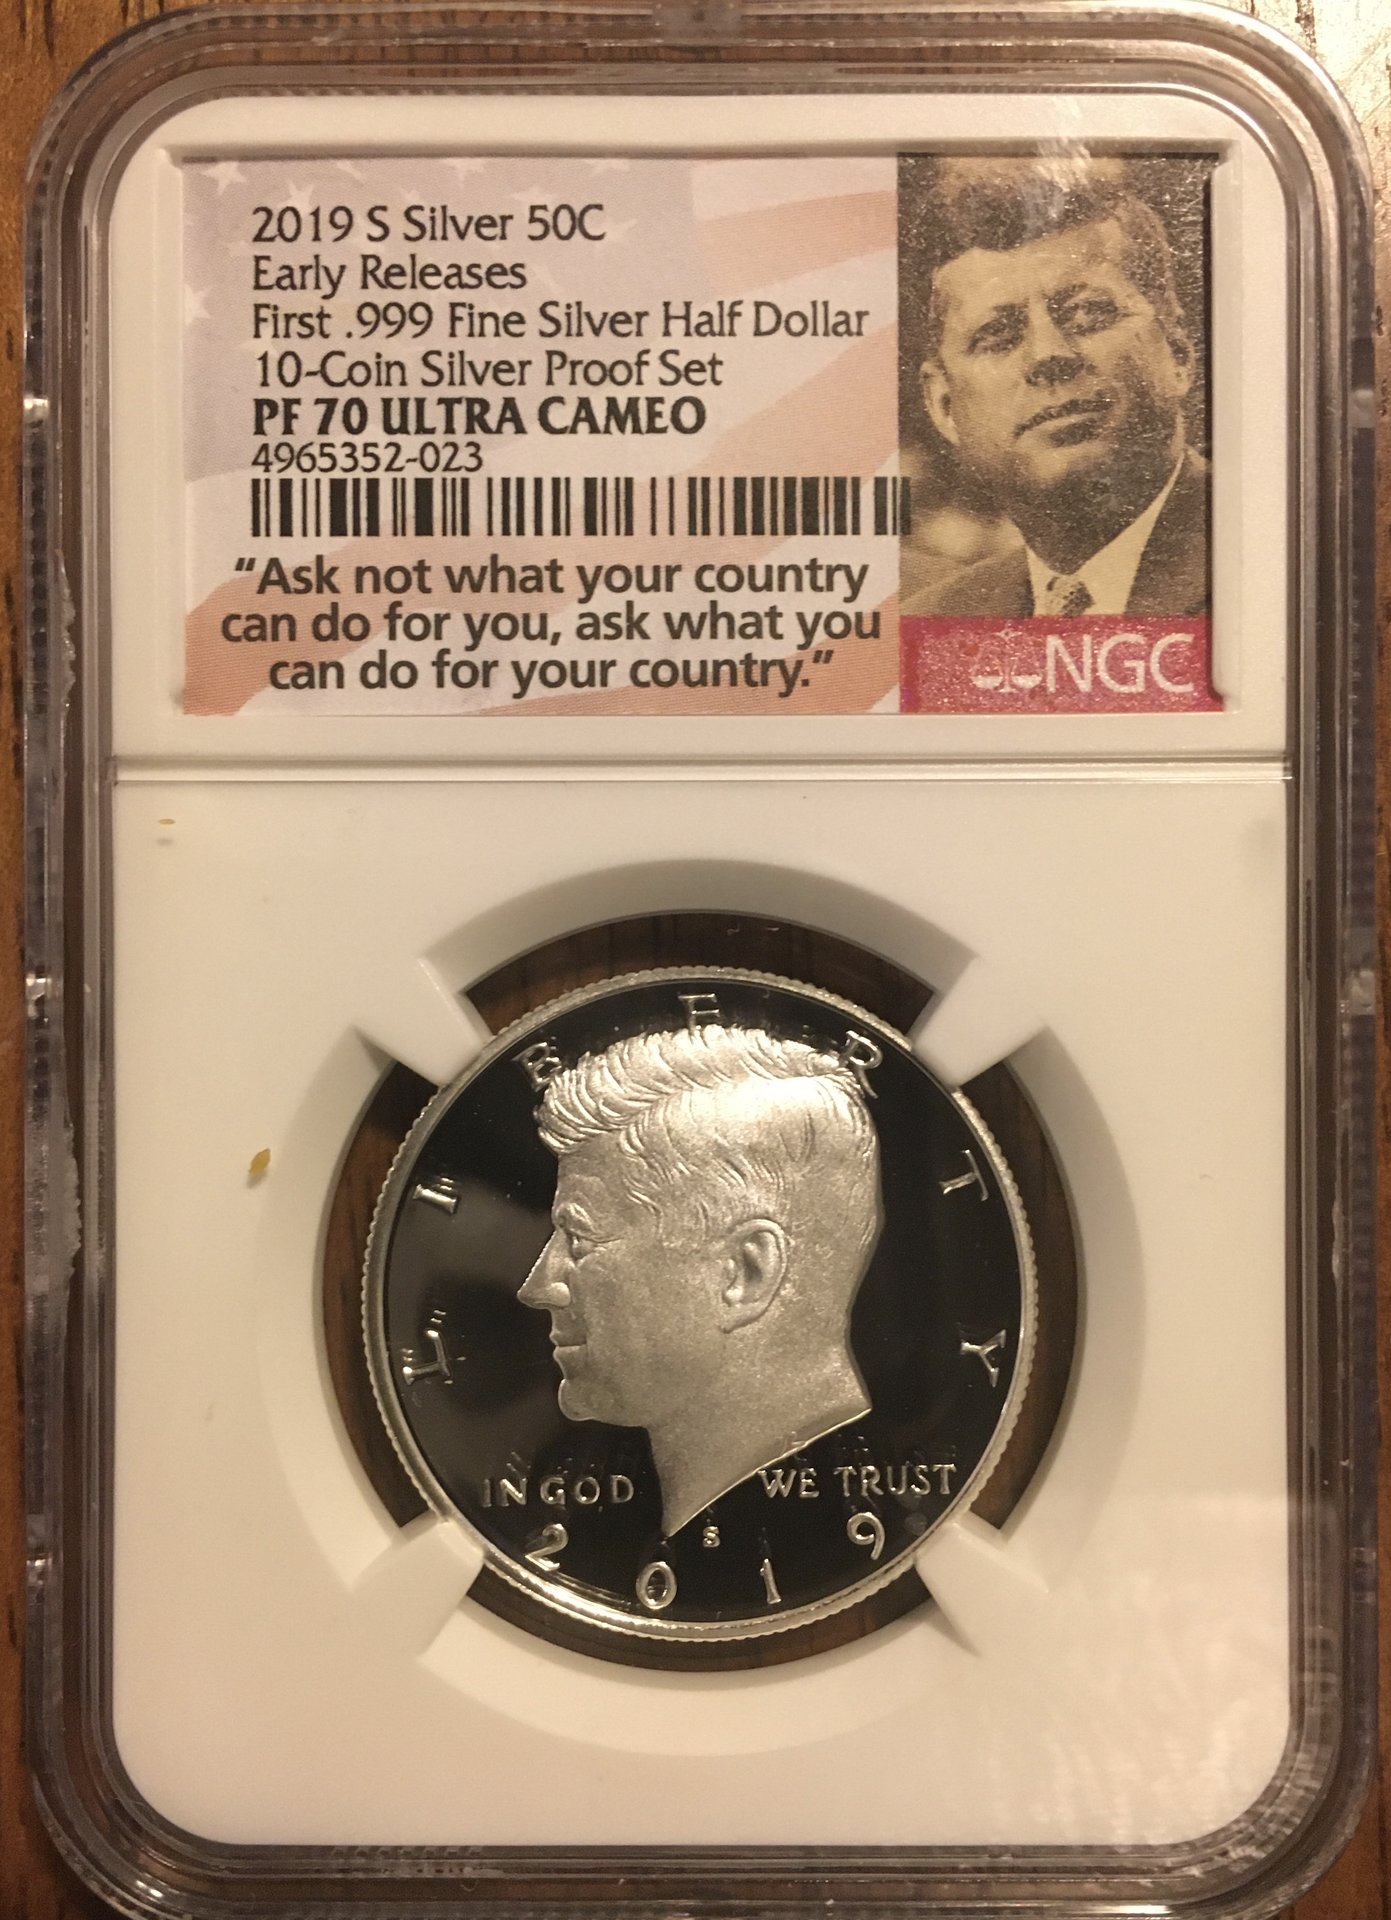 2019 S Silver 50C
Early Releases
First .999 Fine Silver Half Dollar
10-Coin Silver Proof Set
PF 70 ULTRA CAMEO
4965352-023
"Ask not what your country
can do for you, ask what you
can do for your country."
NGC
LIBERTY
IN GOD WE TRUST
S
2019